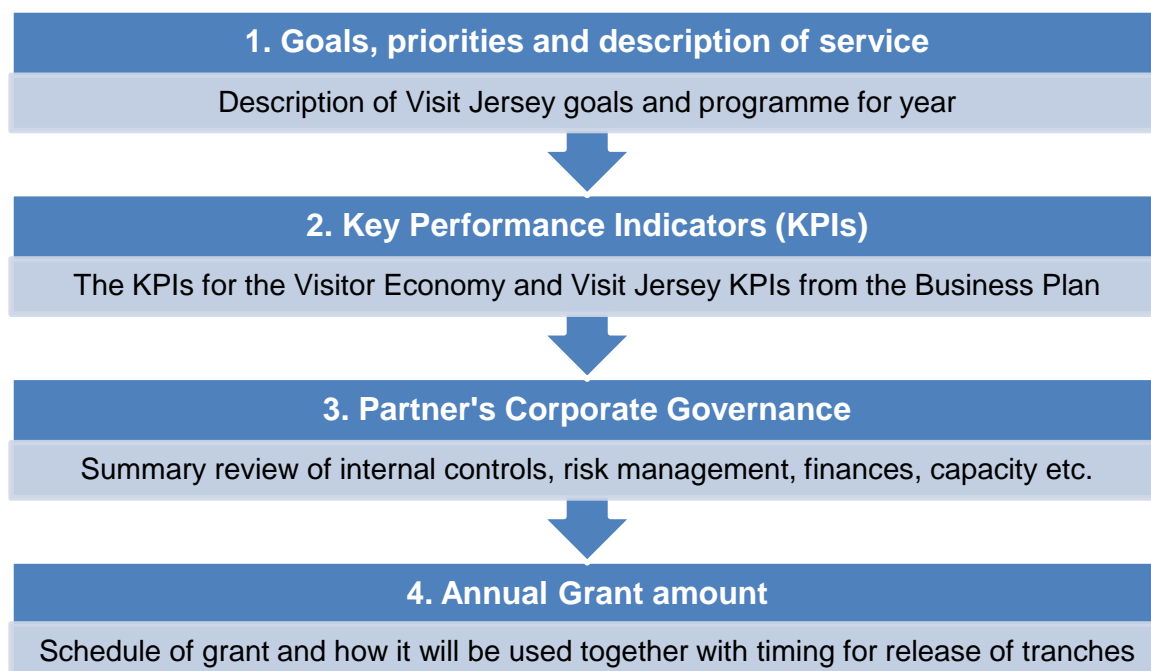 1. Goals, priorities and description of service
Description of Visit Jersey goals and programme for year
2. Key Performance Indicators (KPIs)
The KPIs for the Visitor Economy and Visit Jersey KPIs from the Business Plan
3. Partner's Corporate Governance
Summary review of internal controls, risk management, finances, capacity etc.
4. Annual Grant amount
Schedule of grant and how it will be used together with timing for release of tranches